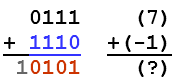 0111 (7)
+ 1110 +(-1)
10101 (?)